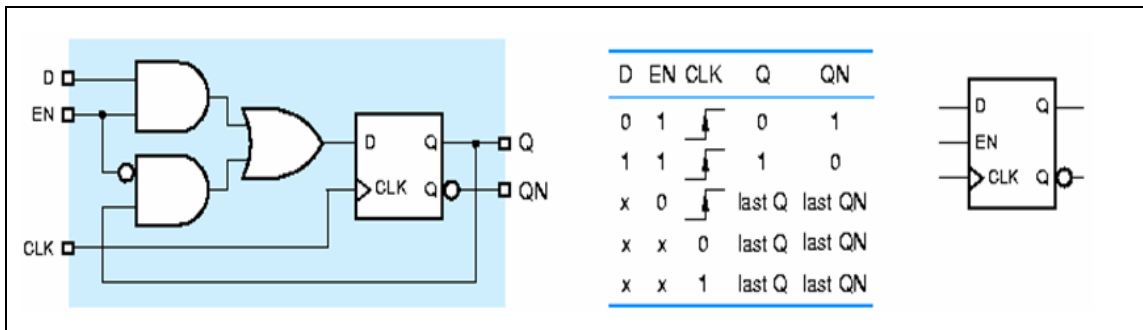 D
EN
CLK
D Q
CLK Q
Q
QN
D EN CLK Q QN
0 1 0 1
1 1 1 0
x 0 last Q last QN
x x 0 last Q last QN
x x 1 last Q last QN
D Q
EN
CLK Q